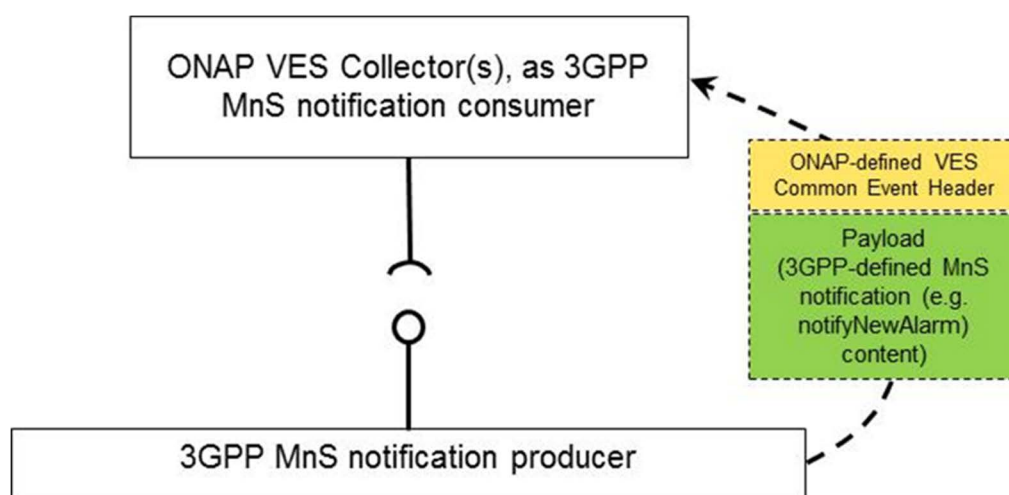 ONAP VES Collector(s), as 3GPP
MnS notification consumer
ONAP-defined VES
Common Event Header
Payload
(3GPP-defined MnS
notification (e.g.
notifyNewAlarm)
content)
3GPP MnS notification producer